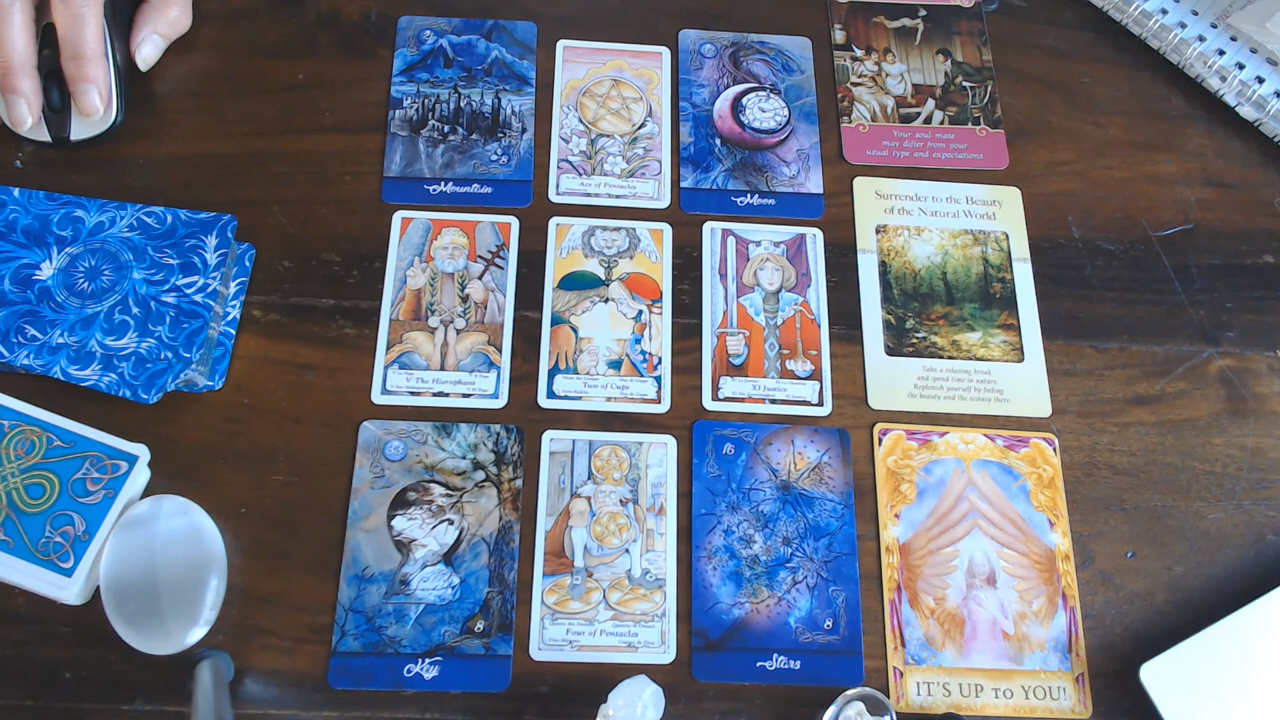 Mountain
Ace of Pentacles
Moon
Your soul mate
may differ from your
usual type and expectations
V The Hierophant
Two of Cups
XI Justice
Surrender to the Beauty
of the Natural World
Take a relaxing break
and spend time in nature.
Replenish yourself by feeling
the beauty and the ecstasy there.
33
8
Key
Four of Pentacles
16
8
Stars
IT'S UP TO YOU!